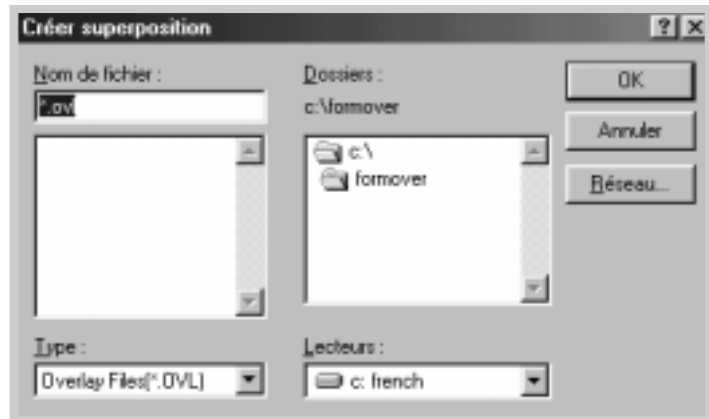 Créer superposition
Nom de fichier :
*.ovl
Dossiers :
c:\formover
c:\
formover
OK
Annuler
Réseau...
Type :
Overlay Files(*.OVL)
Lecteurs :
c: french